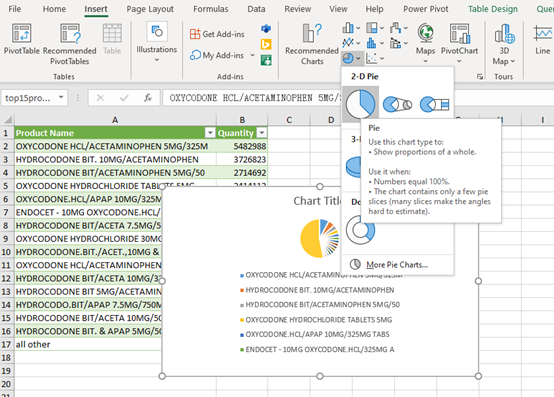 File Home Insert Page Layout Formulas Data Review View Help Power Pivot Table Design
PivotTable Recommended PivotTables Table
Tables
Illustrations
Get Add-ins
My Add-ins
Add-ins
Recommended Charts
Maps PivotChart
3D Map
Tours
Line
top15pro...
fx OXYCODONE HCL/ACETAMINOPHEN 5MG/
A B C D
1 Product Name Quantity
2 OXYCODONE HCL/ACETAMINOPHEN 5MG/325M 5482988
3 HYDROCODONE BIT. 10MG/ACETAMINOPHEN 3726823
4 HYDROCODONE BIT/ACETAMINOPHEN 5MG/50 2714692
5 OXYCODONE HYDROCHLORIDE TABLETS 5MG
6 OXYCODONE.HCL/APAP 10MG/325M
7 ENDOCET - 10MG OXYCODONE.HCL/
8 HYDROCODONE BIT/ACETA 7.5MG/5
9 OXYCODONE HYDROCHLORIDE 30MG
10 HYDROCODONE.BIT./ACET.,10MG &
11 OXYCODONE HCL/ACETAMINOPHEN
12 HYDROCODONE BIT/ACETA 10MG/3
13 HYDROCODONE BIT 5MG/ACETAMIN
14 HYDROCODO.BIT/APAP 7.5MG/750M
15 HYDROCODONE BIT/ACETA 10MG/50
16 HYDROCODONE BIT. & APAP 5MG/50
17 all other
18
19
20
21
Chart Title
OXYCODONE HCL/ACETAMINOPHEN 5MG/325M
HYDROCODONE BIT. 10MG/ACETAMINOPHEN
HYDROCODONE BIT/ACETAMINOPHEN 5MG/50
OXYCODONE HYDROCHLORIDE TABLETS 5MG
OXYCODONE.HCL/APAP 10MG/325MG TABS
ENDOCET - 10MG OXYCODONE.HCL/325MG A
2-D Pie
Pie
Use this chart type to:
• Show proportions of a whole.
Use it when:
• Numbers equal 100%.
• The chart contains only a few pie
slices (many slices make the angles
hard to estimate).
3-
Do
More Pie Charts...